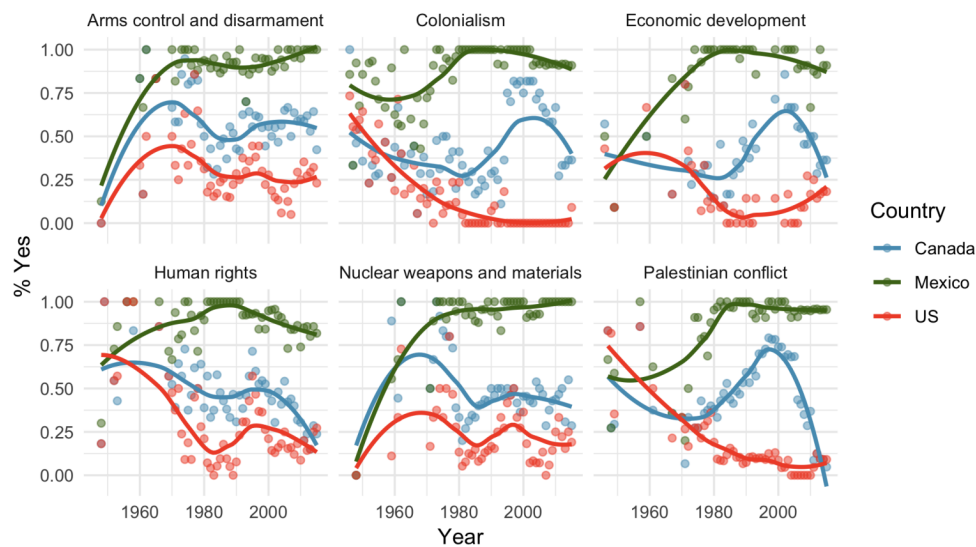 Arms control and disarmament
Colonialism
Economic development
1.00
0.75
0.50
0.25
0.00
% Yes
Human rights
Nuclear weapons and materials
Palestinian conflict
1.00
0.75
0.50
0.25
0.00
1960 1980 2000
1960 1980 2000
1960 1980 2000
Year
Country
Canada
Mexico
US